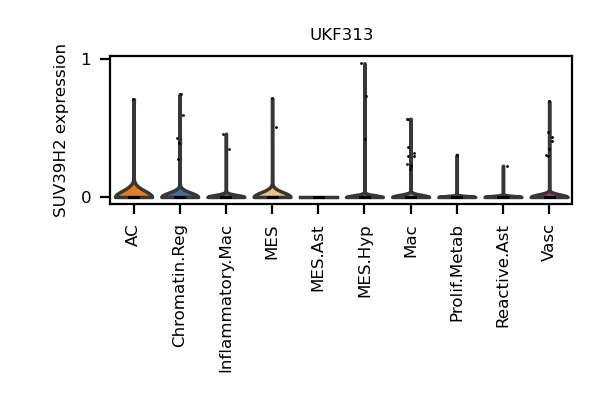 UKF313
SUV39H2 expression
1
0
AC
Chromatin.Reg
Inflammatory.Mac
MES
MES.Ast
MES.Hyp
Mac
Prolif.Metab
Reactive.Ast
Vasc